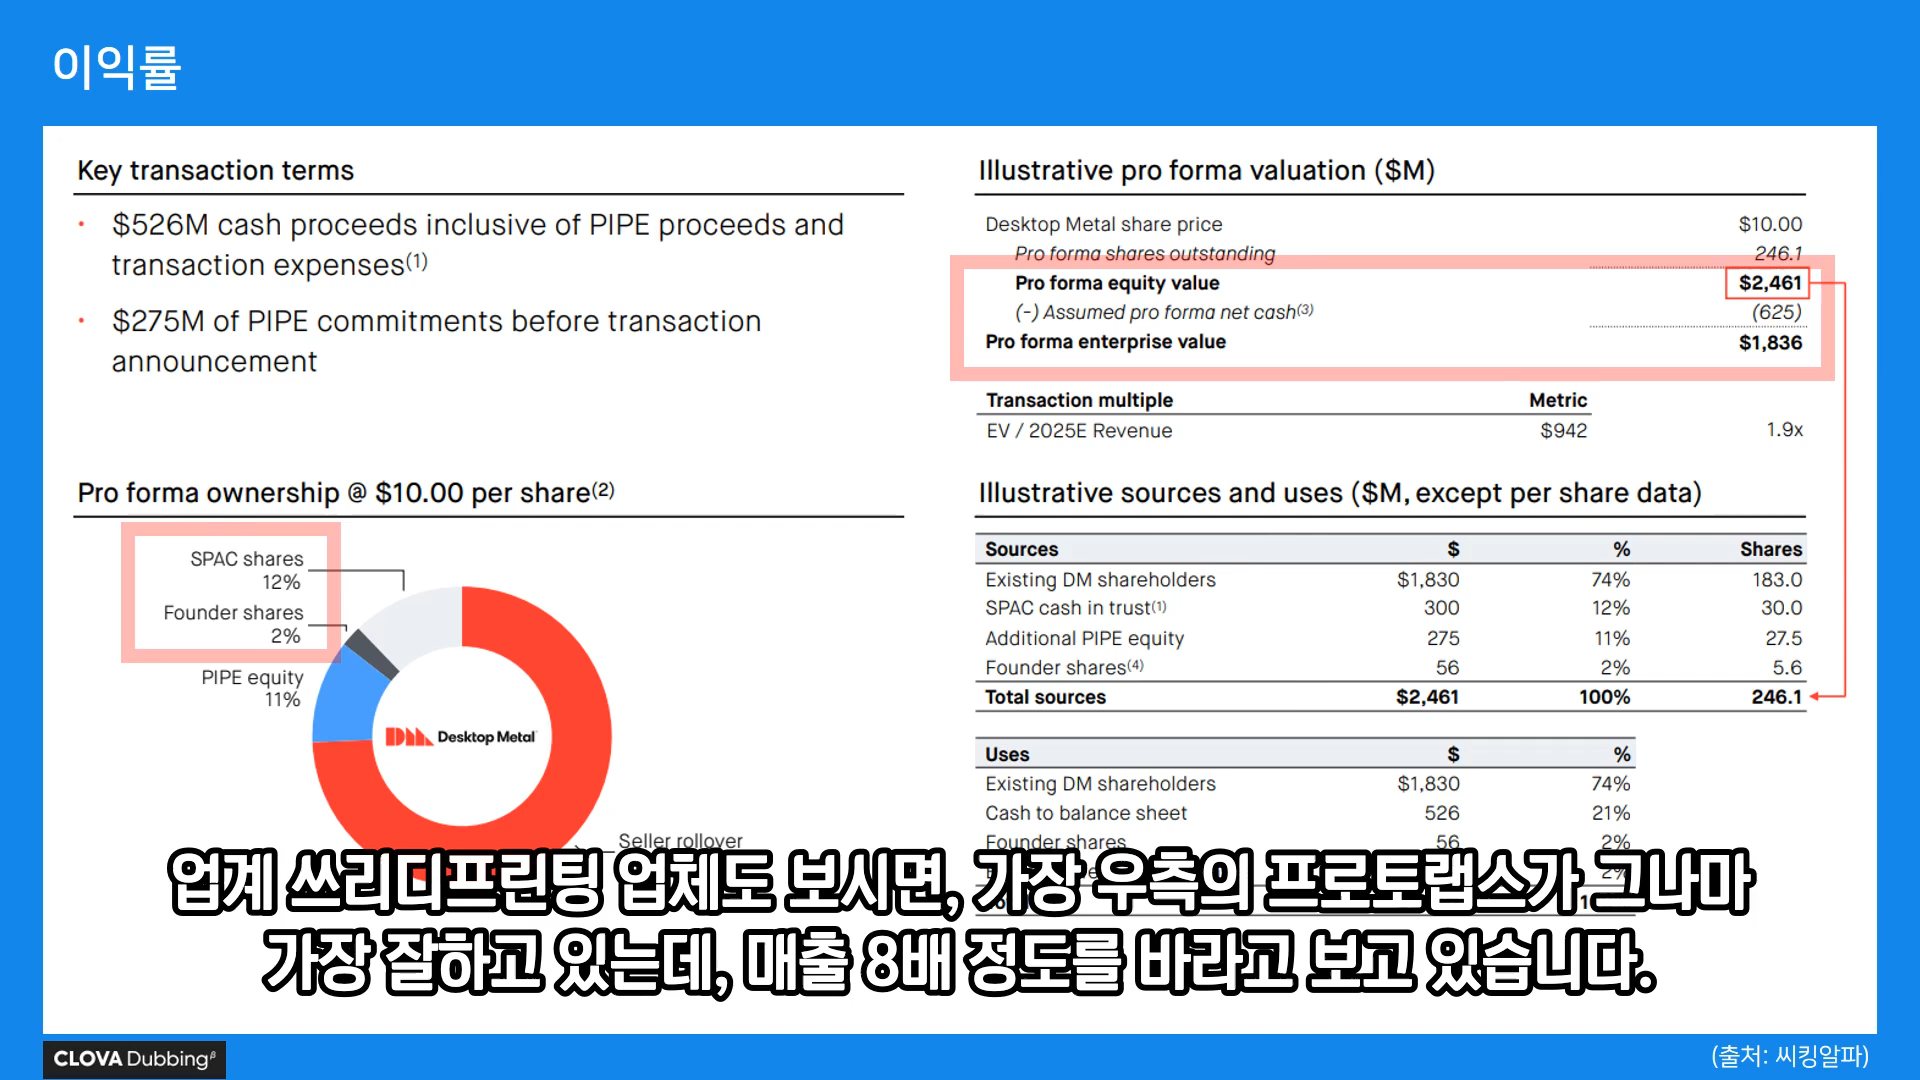 이익률
Key transaction terms
• $526M cash proceeds inclusive of PIPE proceeds and
transaction expenses(1)
• $275M of PIPE commitments before transaction
announcement
Pro forma ownership @ $10.00 per share(2)
SPAC shares
12%
Founder shares
2%
PIPE equity
11%
Desktop Metal
Seller rollover
Illustrative pro forma valuation ($M)
Desktop Metal share price $10.00
Pro forma shares outstanding 246.1
Pro forma equity value $2,461
(-) Assumed pro forma net cash(3) (625)
Pro forma enterprise value $1,836
Transaction multiple Metric
EV / 2025E Revenue $942 1.9x
Illustrative sources and uses ($M, except per share data)
Sources $ % Shares
Existing DM shareholders $1,830 74% 183.0
SPAC cash in trust(1) 300 12% 30.0
Additional PIPE equity 275 11% 27.5
Founder shares(4) 56 2% 5.6
Total sources $2,461 100% 246.1
Uses $ %
Existing DM shareholders $1,830 74%
Cash to balance sheet 526 21%
Founder shares 56 2%
업계 쓰리디프린팅 업체도 보시면, 가장 우측의 프로토랩스가 그나마
가장 잘하고 있는데, 매출 8배 정도를 바라고 보고 있습니다.
CLOVA Dubbingβ
(출처: 씨킹알파)